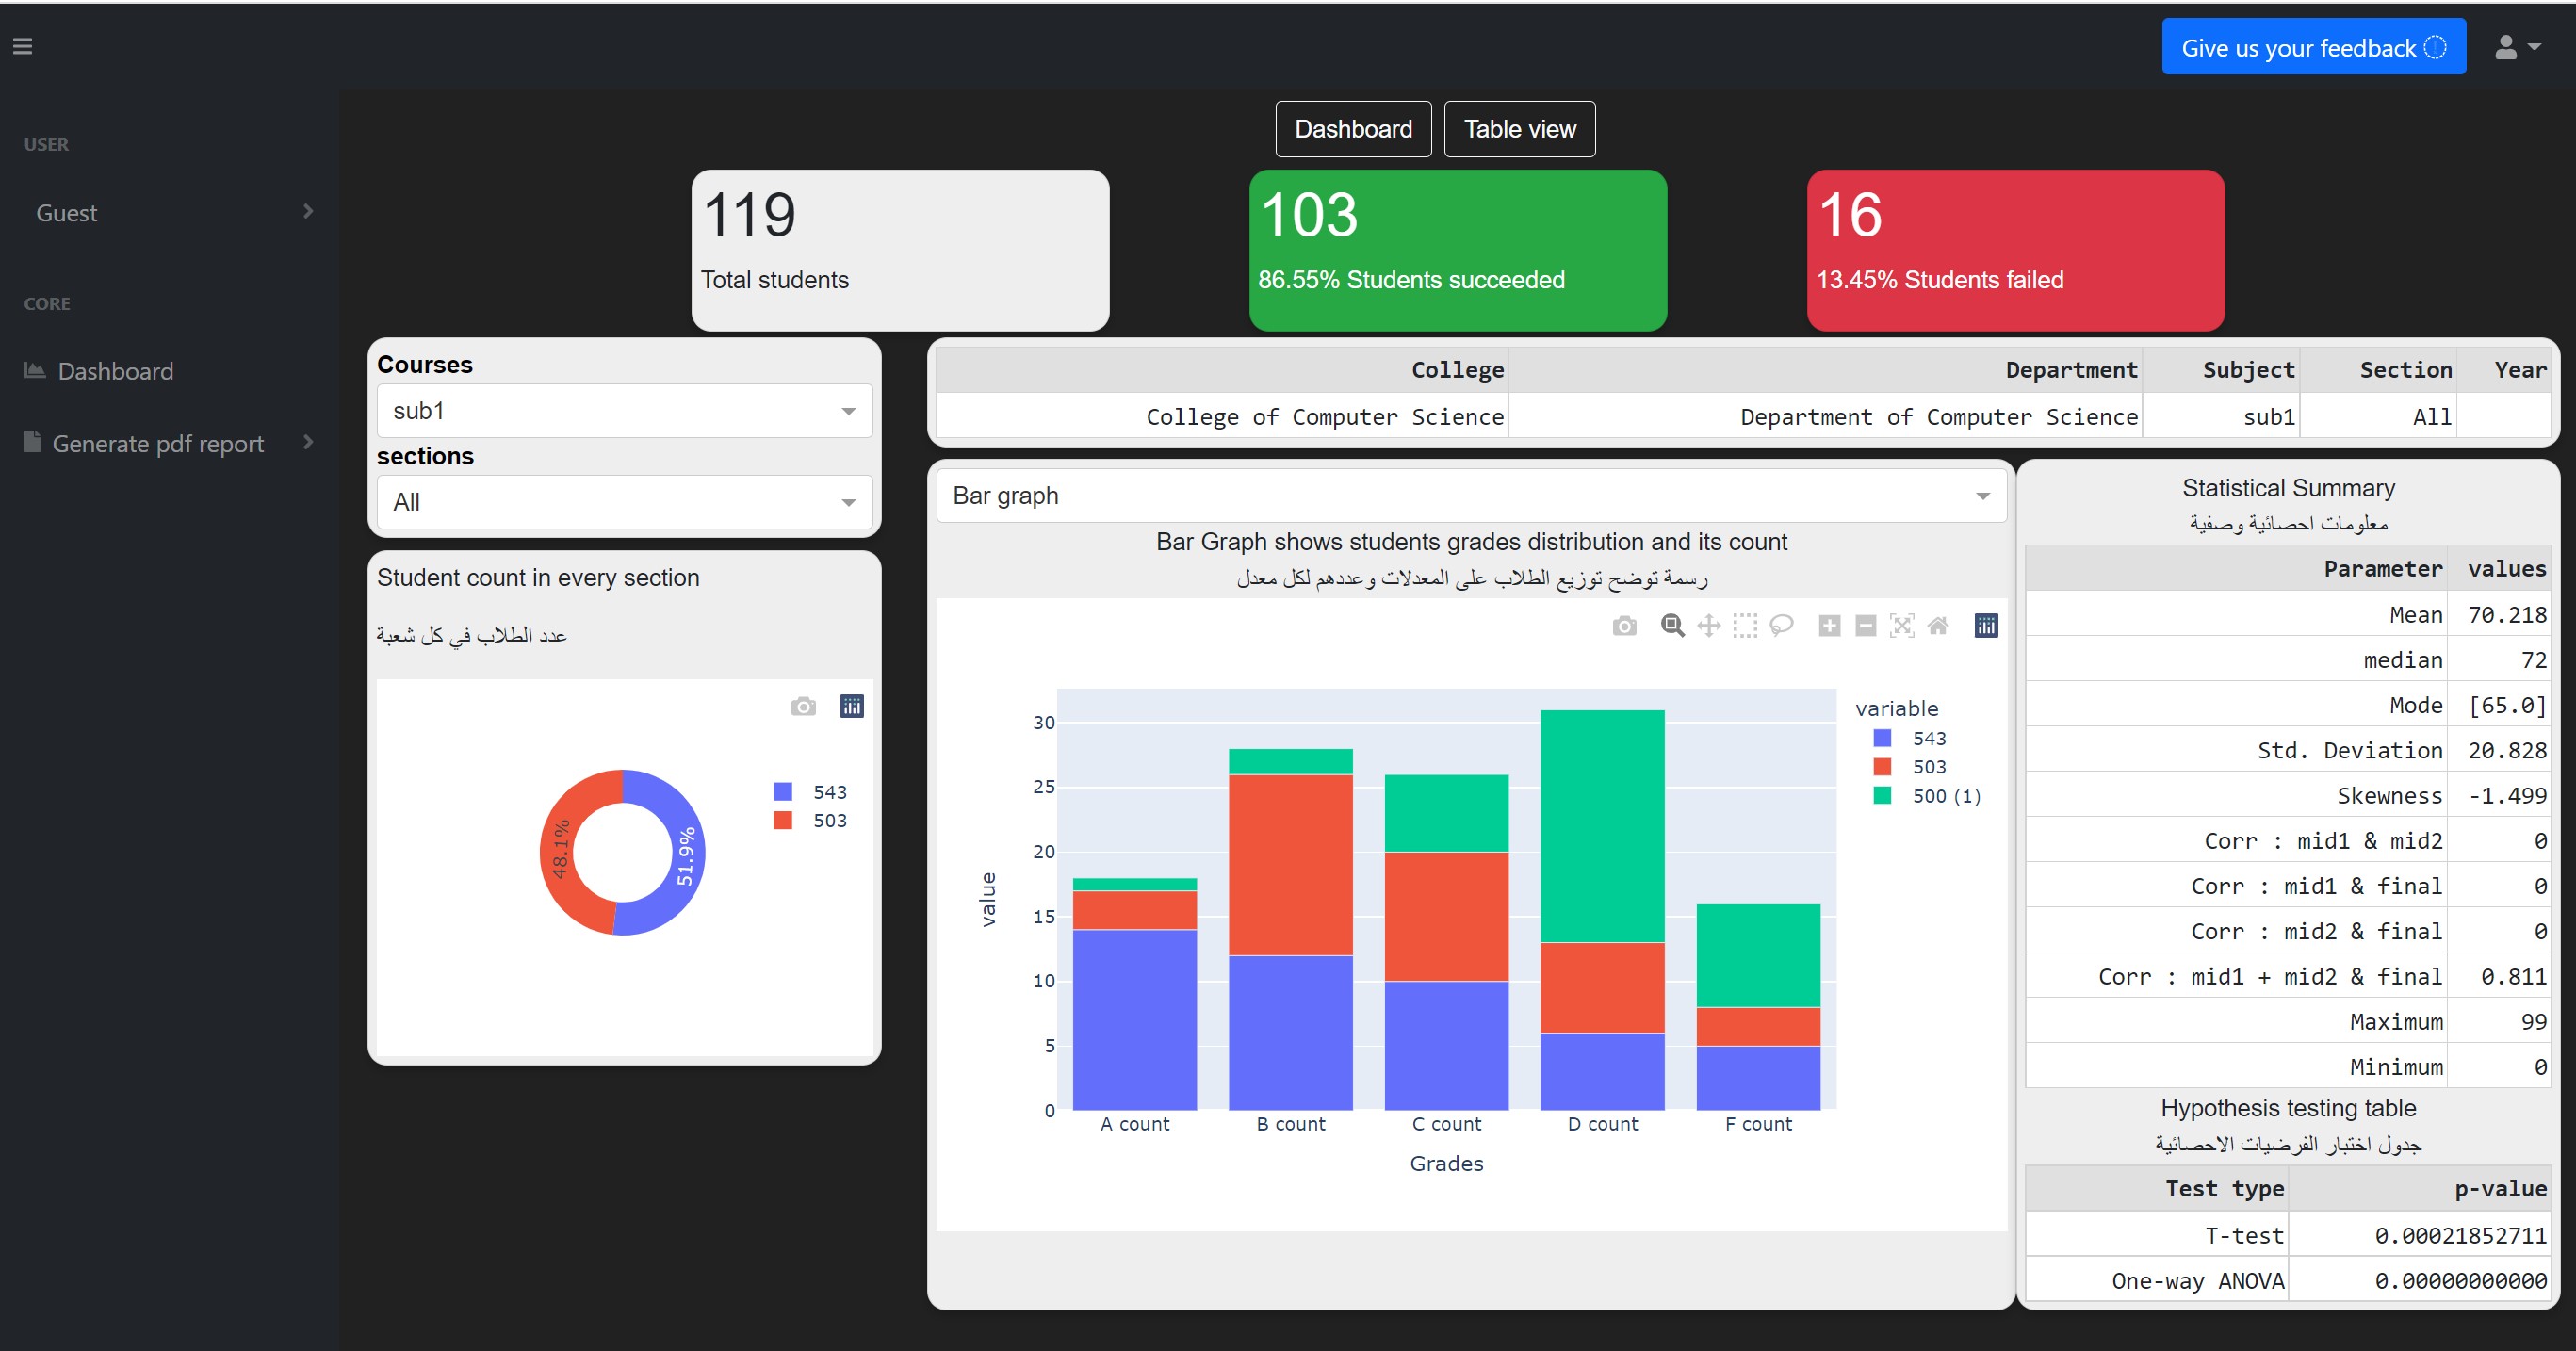 Give us your feedback
USER
Guest
CORE
Dashboard
Generate pdf report
Dashboard
Table view
119
Total students
103
86.55% Students succeeded
16
13.45% Students failed
Courses
sub1
sections
All
College Department Subject Section Year
College of Computer Science Department of Computer Science sub1 All
Student count in every section
عدد الطلاب في كل شعبة
543
503
48.1%
51.9%
Bar graph
Bar Graph shows students grades distribution and its count
رسمة توضح توزيع الطلاب على المعدلات وعددهم لكل معدل
variable
543
503
500 (1)
30
25
20
15
10
5
0
value
A count B count C count D count F count
Grades
Statistical Summary
معلومات احصائية وصفية
Parameter values
Mean 70.218
median 72
Mode [65.0]
Std. Deviation 20.828
Skewness -1.499
Corr : mid1 & mid2 0
Corr : mid1 & final 0
Corr : mid2 & final 0
Corr : mid1 + mid2 & final 0.811
Maximum 99
Minimum 0
Hypothesis testing table
جدول اختبار الفرضيات الاحصائية
Test type p-value
T-test 0.00021852711
One-way ANOVA 0.00000000000